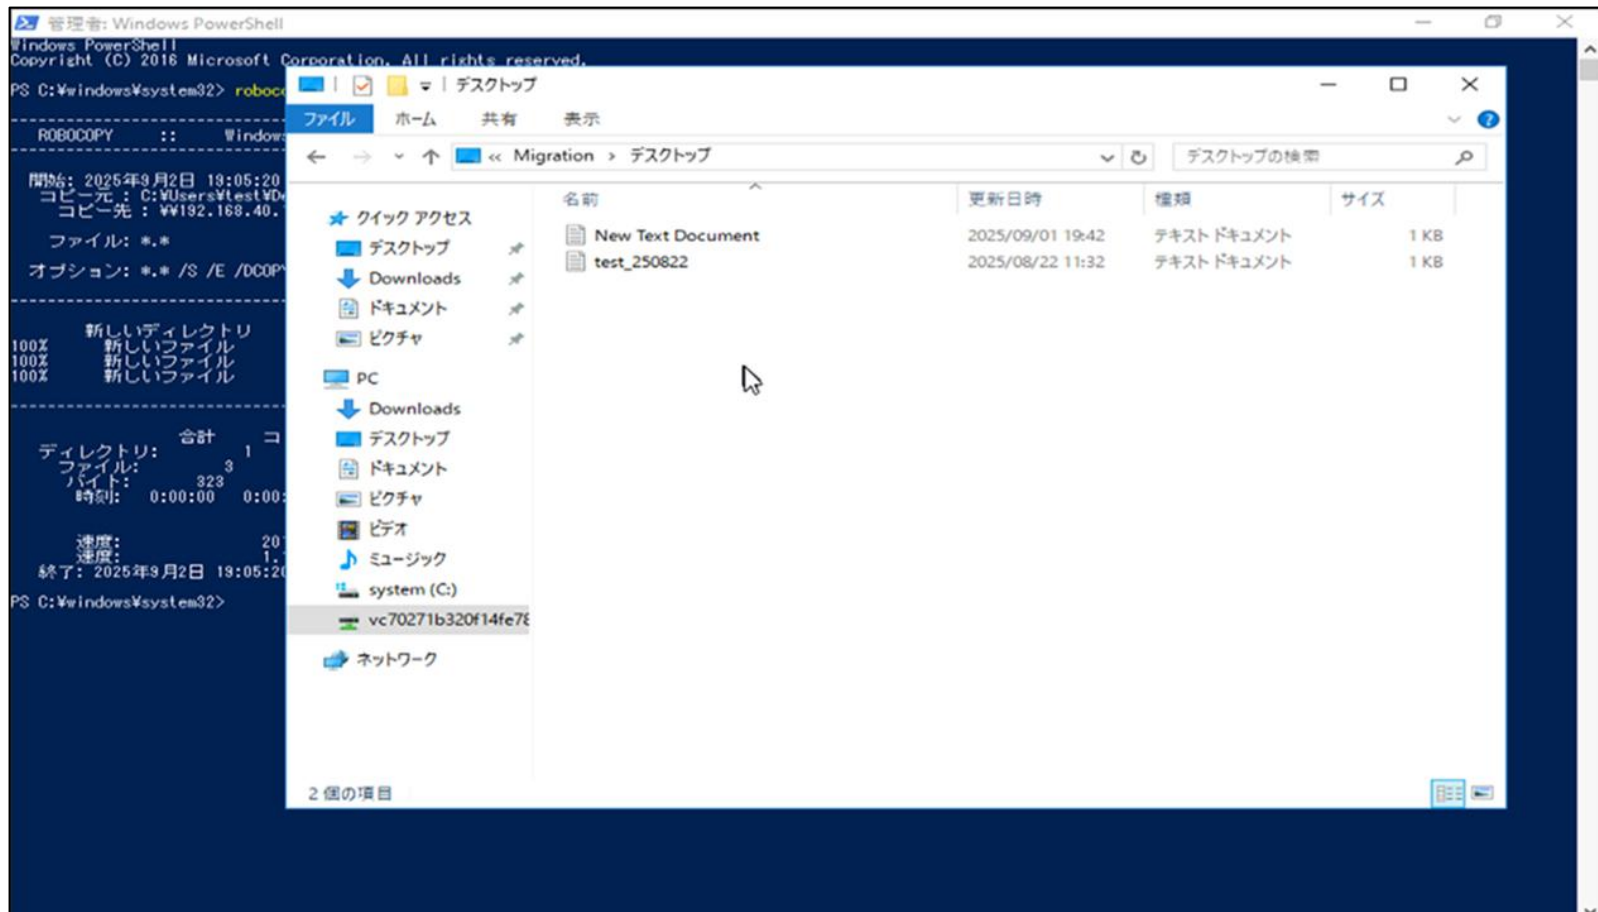 管理者: Windows PowerShell
Windows PowerShell
Copyright (C) 2016 Microsoft Corporation. All rights reserved.
PS C:¥windows¥system32> roboco
ROBOCOPY :: Windows
開始: 2025年9月2日 19:05:20
コピー元 : C:¥Users¥test¥De
コピー先 : ¥¥192.168.40.
ファイル: *.*
オプション: *.* /S /E /DCOPY
新しいディレクトリ
100% 新しいファイル
100% 新しいファイル
100% 新しいファイル
合計 コ
ディレクトリ: 1
ファイル: 3
バイト: 323
時刻: 0:00:00 0:00:
速度: 20
速度: 1.
終了: 2025年9月2日 19:05:20
PS C:¥windows¥system32>
デスクトップ
ファイル ホーム 共有 表示
« Migration > デスクトップ
デスクトップの検索
クイック アクセス
デスクトップ
Downloads
ドキュメント
ピクチャ
PC
Downloads
デスクトップ
ドキュメント
ピクチャ
ビデオ
ミュージック
system (C:)
vc70271b320f14fe78
ネットワーク
名前 更新日時 種類 サイズ
New Text Document 2025/09/01 19:42 テキスト ドキュメント 1 KB
test_250822 2025/08/22 11:32 テキスト ドキュメント 1 KB
2 個の項目